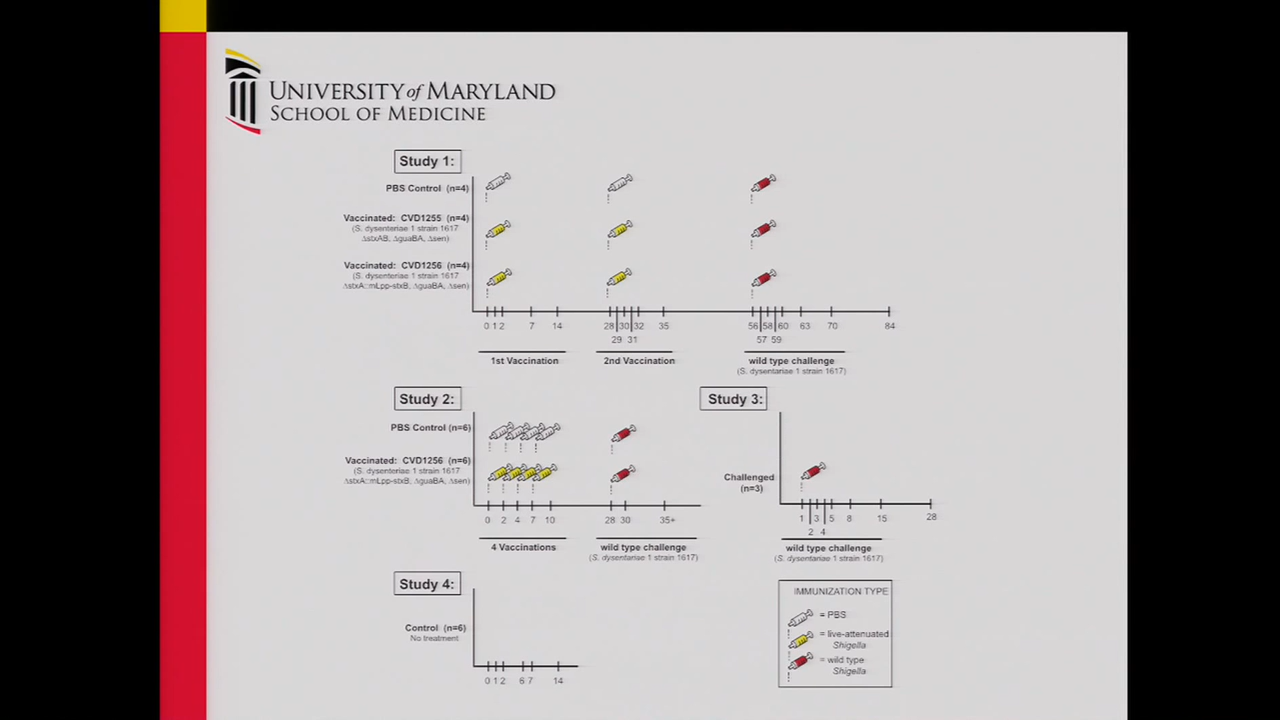 UNIVERSITY of MARYLAND
SCHOOL OF MEDICINE
Study 1:
PBS Control (n=4)
Vaccinated: CVD1255 (n=4)
(S. dysenteriae 1 strain 1617
ΔstxAB, ΔguaBA, Δsen)
Vaccinated: CVD1256 (n=4)
(S. dysenteriae 1 strain 1617
ΔstxA::mLpp-stxB, ΔguaBA, Δsen)
0 1 2 7 14 28 30 32 35 56 58 60 63 70 84
29 31 57 59
1st Vaccination 2nd Vaccination wild type challenge
(S. dysentariae 1 strain 1617)
Study 2:
PBS Control (n=6)
Vaccinated: CVD1256 (n=6)
(S. dysenteriae 1 strain 1617
ΔstxA::mLpp-stxB, ΔguaBA, Δsen)
0 2 4 7 10 28 30 35+
4 Vaccinations wild type challenge
(S. dysentariae 1 strain 1617)
Study 3:
Challenged
(n=3)
1 3 5 8 15 28
2 4
wild type challenge
(S. dysentariae 1 strain 1617)
Study 4:
Control (n=6)
No treatment
0 1 2 6 7 14
IMMUNIZATION TYPE
= PBS
= live-attenuated
Shigella
= wild type
Shigella